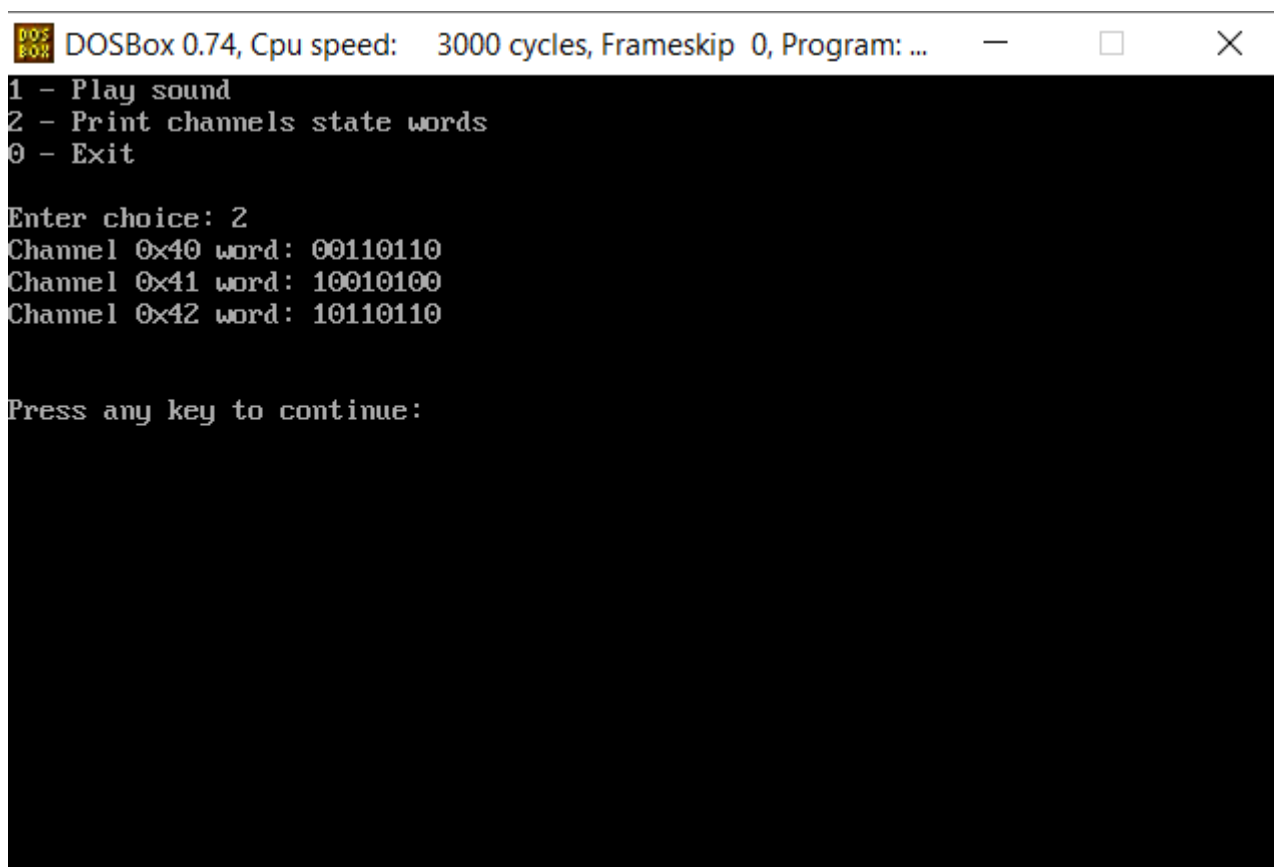 DOS BOX DOSBox 0.74, Cpu speed: 3000 cycles, Frameskip 0, Program: ...
1 - Play sound
2 - Print channels state words
0 - Exit
Enter choice: 2
Channel 0x40 word: 00110110
Channel 0x41 word: 10010100
Channel 0x42 word: 10110110
Press any key to continue: